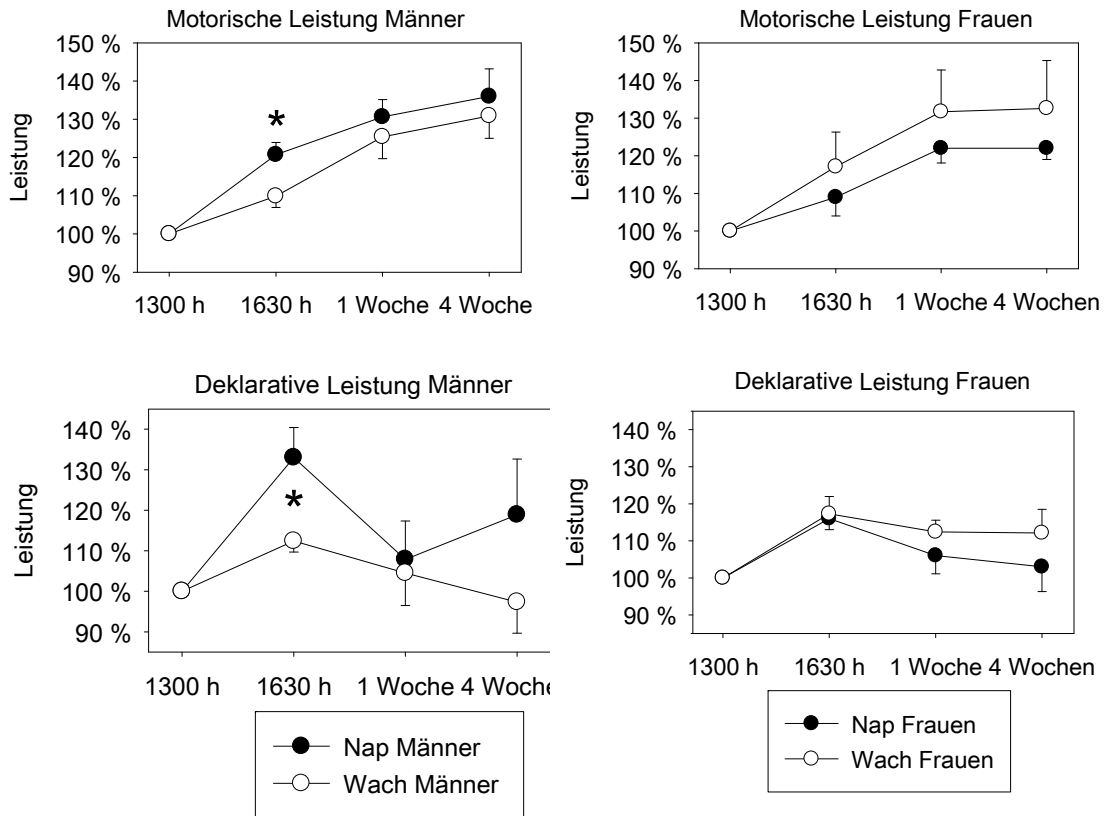 Motorische Leistung Männer
150 %
140 %
130 %
120 %
110 %
100 %
90 %
Leistung
*
1300 h 1630 h 1 Woche 4 Woche
Motorische Leistung Frauen
150 %
140 %
130 %
120 %
110 %
100 %
90 %
Leistung
1300 h 1630 h 1 Woche 4 Wochen
Deklarative Leistung Männer
140 %
130 %
120 %
110 %
100 %
90 %
Leistung
*
1300 h 1630 h 1 Woche 4 Woche
Nap Männer
Wach Männer
Deklarative Leistung Frauen
140 %
130 %
120 %
110 %
100 %
90 %
Leistung
1300 h 1630 h 1 Woche 4 Wochen
Nap Frauen
Wach Frauen